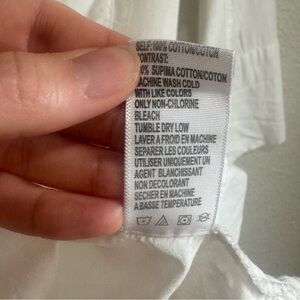 SELF: 100% COTTON/COTON
CONTRAST:
100% SUPIMA COTTON/COTON
MACHINE WASH COLD
WITH LIKE COLORS
ONLY NON-CHLORINE
BLEACH
TUMBLE DRY LOW
LAVER A FROID EN MACHINE
SEPARER LES COULEURS
UTILISER UNIQUEMENT UN
AGENT BLANCHISSANT
NON DECOLORANT
SECHER EN MACHINE
A BASSE TEMPERATURE